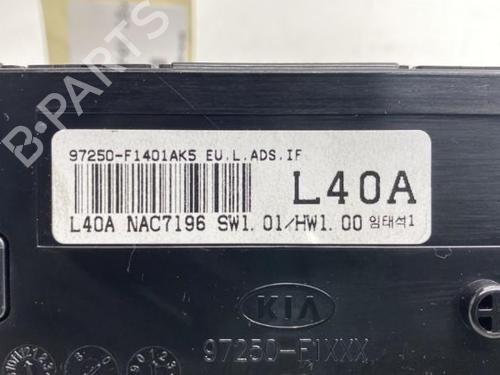 B-PARTS
97250-F1401AK5 EU.L.ADS.IF
L40A
L40A NAC7196 SW1.01/HW1.00 임태석1
KIA
97250-F1XXX